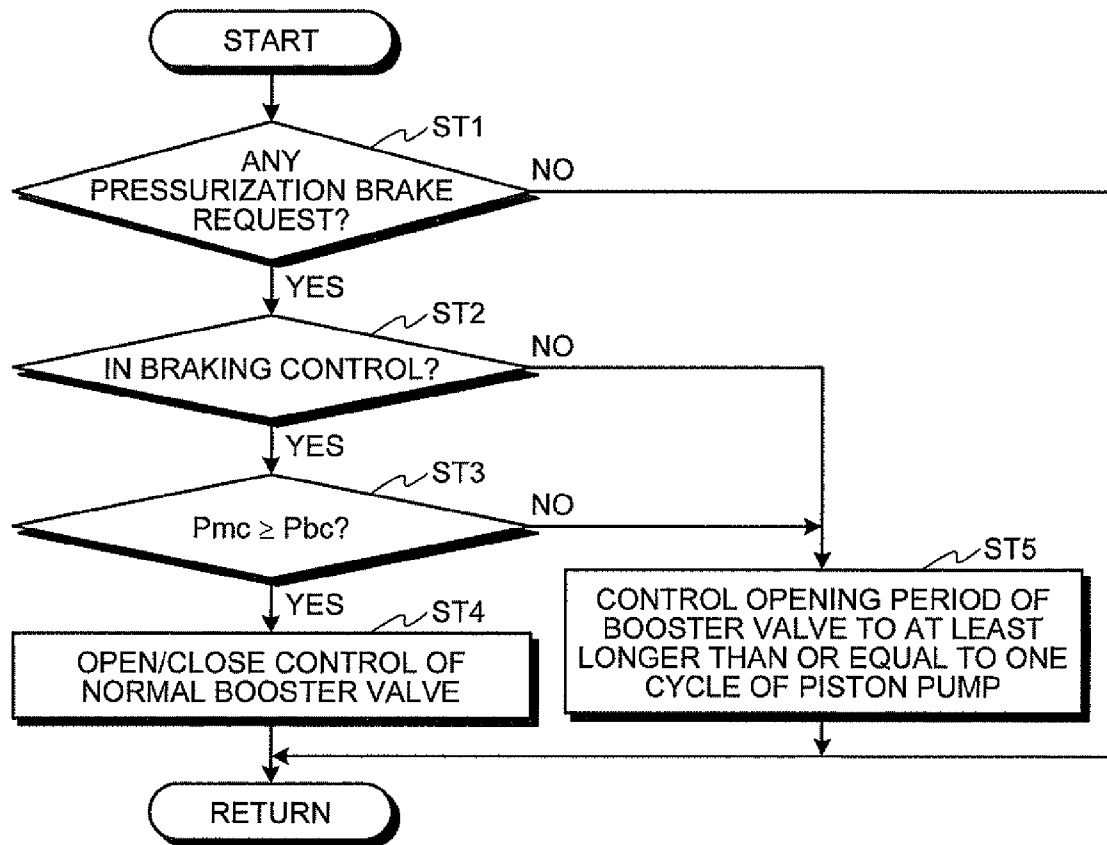 START
ST1
ANY
PRESSURIZATION BRAKE
REQUEST?
NO
YES
ST2
IN BRAKING CONTROL?
NO
YES
ST3
Pmc ≥ Pbc?
NO
YES
ST4
OPEN/CLOSE CONTROL OF
NORMAL BOOSTER VALVE
ST5
CONTROL OPENING PERIOD OF
BOOSTER VALVE TO AT LEAST
LONGER THAN OR EQUAL TO ONE
CYCLE OF PISTON PUMP
RETURN